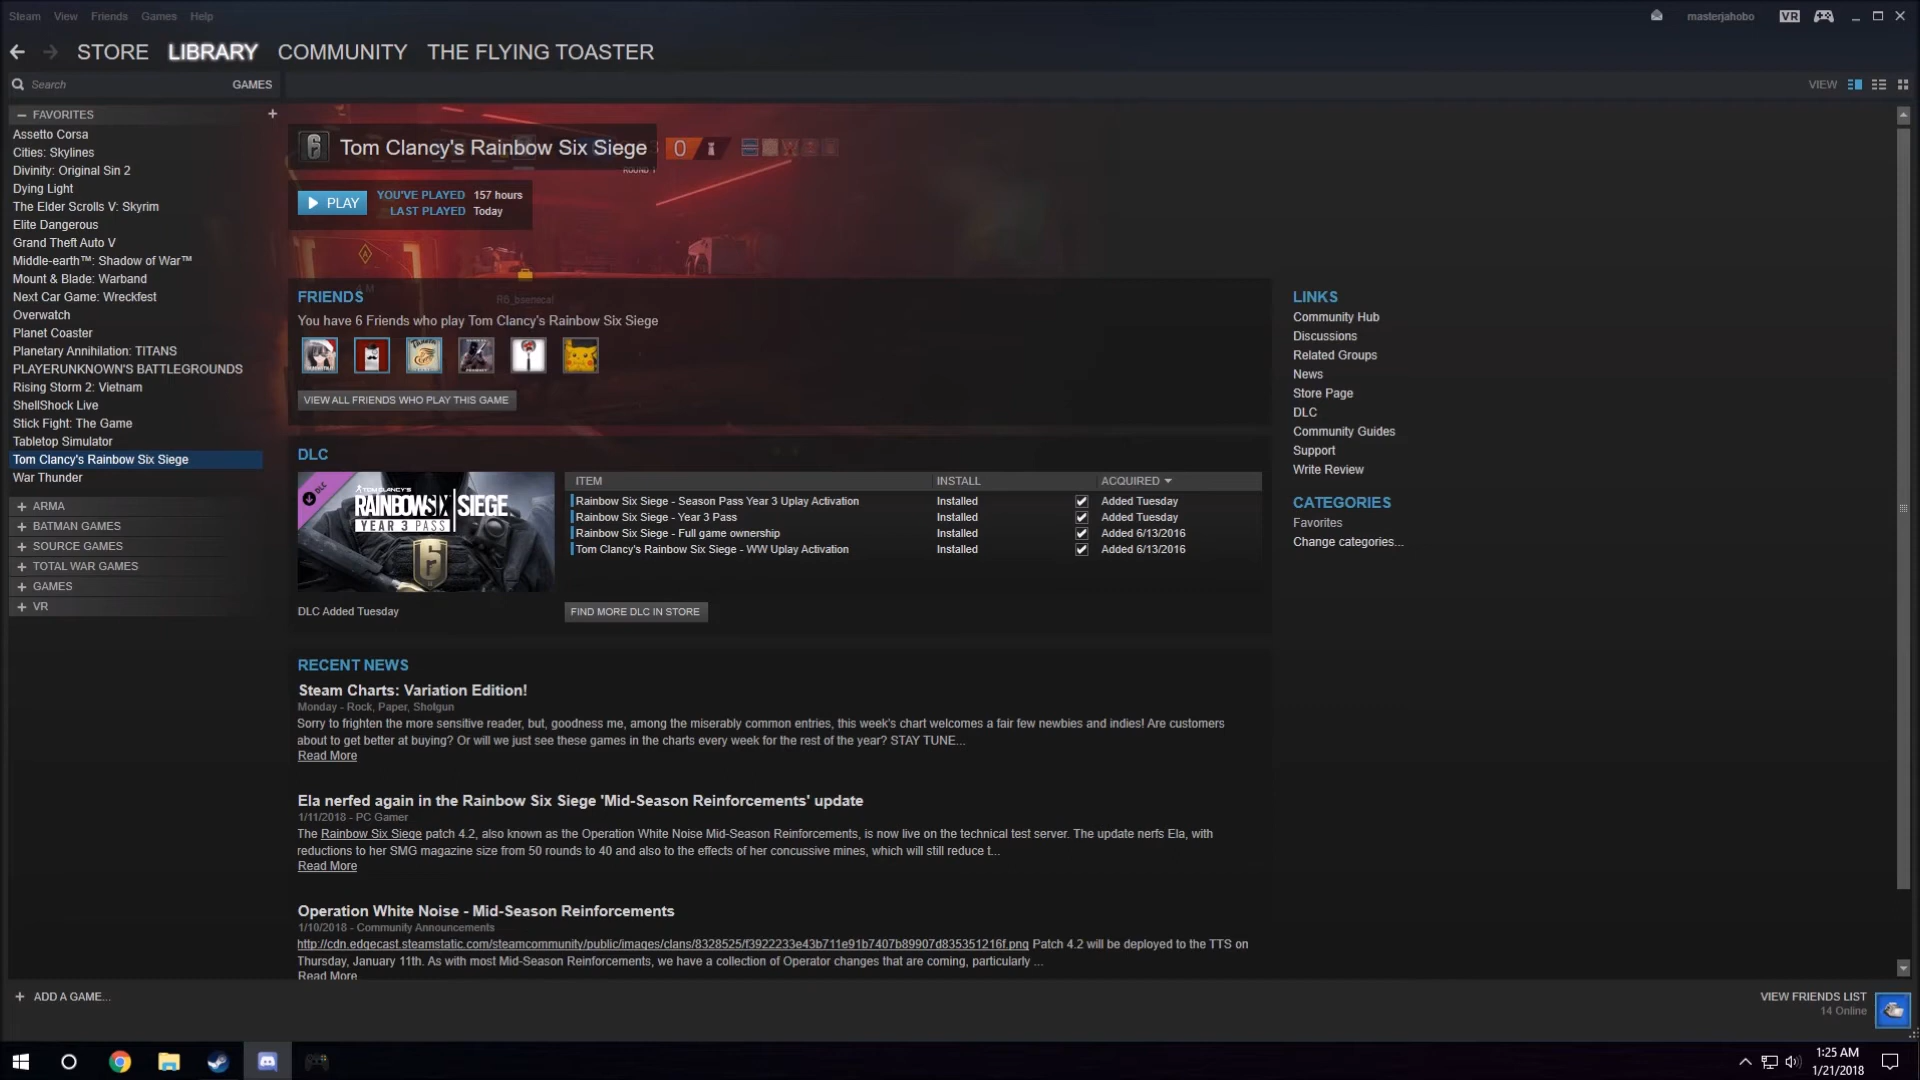 Steam View Friends Games Help
masterjahobo
VR
STORE LIBRARY COMMUNITY THE FLYING TOASTER
Search GAMES
VIEW
— FAVORITES +
Assetto Corsa
Cities: Skylines
Divinity: Original Sin 2
Dying Light
The Elder Scrolls V: Skyrim
Elite Dangerous
Grand Theft Auto V
Middle-earth™: Shadow of War™
Mount & Blade: Warband
Next Car Game: Wreckfest
Overwatch
Planet Coaster
Planetary Annihilation: TITANS
PLAYERUNKNOWN'S BATTLEGROUNDS
Rising Storm 2: Vietnam
ShellShock Live
Stick Fight: The Game
Tabletop Simulator
Tom Clancy's Rainbow Six Siege
War Thunder
+ ARMA
+ BATMAN GAMES
+ SOURCE GAMES
+ TOTAL WAR GAMES
+ GAMES
+ VR
Tom Clancy's Rainbow Six Siege
0
ROUND 1
PLAY
YOU'VE PLAYED 157 hours
LAST PLAYED Today
A
4 M
FRIENDS
You have 6 Friends who play Tom Clancy's Rainbow Six Siege
VIEW ALL FRIENDS WHO PLAY THIS GAME
DLC
DLC
TOM CLANCY'S
RAINBOW SIX SIEGE
YEAR 3 PASS
6
DLC Added Tuesday
ITEM INSTALL ACQUIRED
Rainbow Six Siege - Season Pass Year 3 Uplay Activation Installed Added Tuesday
Rainbow Six Siege - Year 3 Pass Installed Added Tuesday
Rainbow Six Siege - Full game ownership Installed Added 6/13/2016
Tom Clancy's Rainbow Six Siege - WW Uplay Activation Installed Added 6/13/2016
FIND MORE DLC IN STORE
RECENT NEWS
Steam Charts: Variation Edition!
Monday - Rock, Paper, Shotgun
Sorry to frighten the more sensitive reader, but, goodness me, among the miserably common entries, this week's chart welcomes a fair few newbies and indies! Are customers
about to get better at buying? Or will we just see these games in the charts every week for the rest of the year? STAY TUNE...
Read More
Ela nerfed again in the Rainbow Six Siege 'Mid-Season Reinforcements' update
1/11/2018 - PC Gamer
The Rainbow Six Siege patch 4.2, also known as the Operation White Noise Mid-Season Reinforcements, is now live on the technical test server. The update nerfs Ela, with
reductions to her SMG magazine size from 50 rounds to 40 and also to the effects of her concussive mines, which will still reduce t...
Read More
Operation White Noise - Mid-Season Reinforcements
1/10/2018 - Community Announcements
http://cdn.edgecast.steamstatic.com/steamcommunity/public/images/clans/8328525/f3922233e43b711e91b7407b89907d835351216f.png Patch 4.2 will be deployed to the TTS on
Thursday, January 11th. As with most Mid-Season Reinforcements, we have a collection of Operator changes that are coming, particularly ...
Read More
LINKS
Community Hub
Discussions
Related Groups
News
Store Page
DLC
Community Guides
Support
Write Review
CATEGORIES
Favorites
Change categories...
+ ADD A GAME...
VIEW FRIENDS LIST
14 Online
1:25 AM
1/21/2018